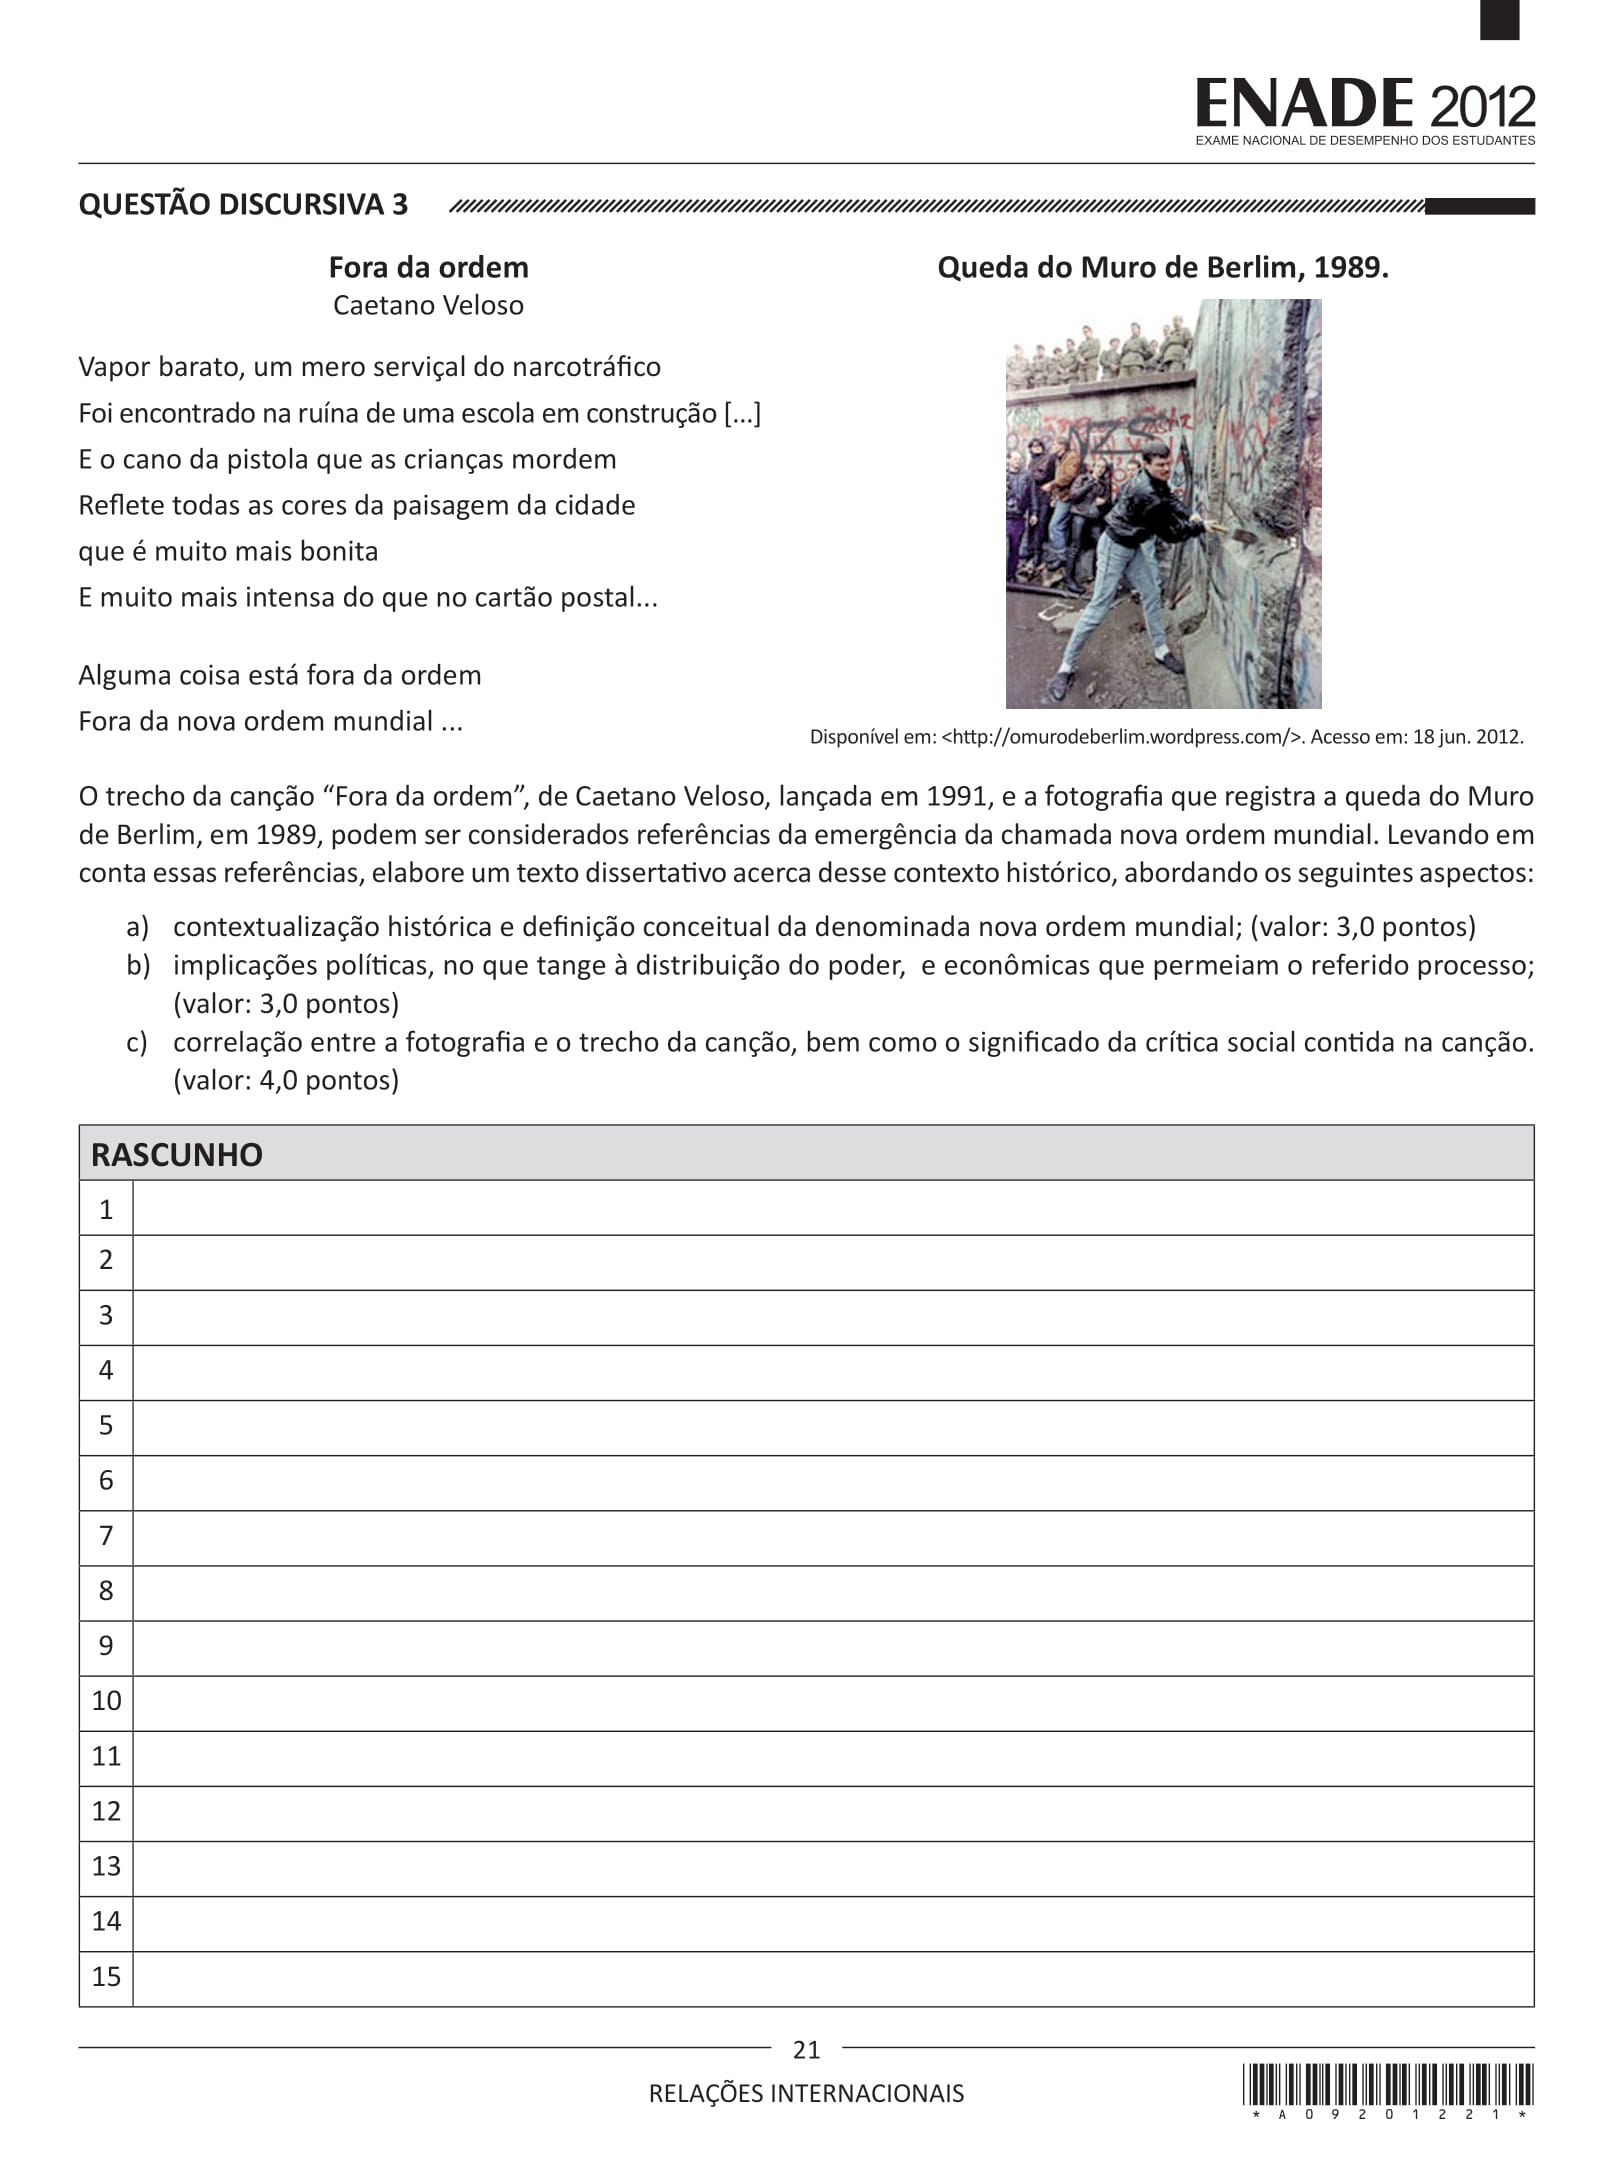 ENADE 2012
EXAME NACIONAL DE DESEMPENHO DOS ESTUDANTES
QUESTÃO DISCURSIVA 3
Fora da ordem
Caetano Veloso
Vapor barato, um mero serviçal do narcotráfico
Foi encontrado na ruína de uma escola em construção [...]
E o cano da pistola que as crianças mordem
Reflete todas as cores da paisagem da cidade
que é muito mais bonita
E muito mais intensa do que no cartão postal...
Alguma coisa está fora da ordem
Fora da nova ordem mundial ...
Queda do Muro de Berlim, 1989.
Disponível em: <http://omurodeberlim.wordpress.com/>. Acesso em: 18 jun. 2012.
O trecho da canção “Fora da ordem”, de Caetano Veloso, lançada em 1991, e a fotografia que registra a queda do Muro
de Berlim, em 1989, podem ser considerados referências da emergência da chamada nova ordem mundial. Levando em
conta essas referências, elabore um texto dissertativo acerca desse contexto histórico, abordando os seguintes aspectos:
a) contextualização histórica e definição conceitual da denominada nova ordem mundial; (valor: 3,0 pontos)
b) implicações políticas, no que tange à distribuição do poder, e econômicas que permeiam o referido processo;
(valor: 3,0 pontos)
c) correlação entre a fotografia e o trecho da canção, bem como o significado da crítica social contida na canção.
(valor: 4,0 pontos)
RASCUNHO
1
2
3
4
5
6
7
8
9
10
11
12
13
14
15
21
RELAÇÕES INTERNACIONAIS
* A 0 9 2 0 1 2 2 1 *